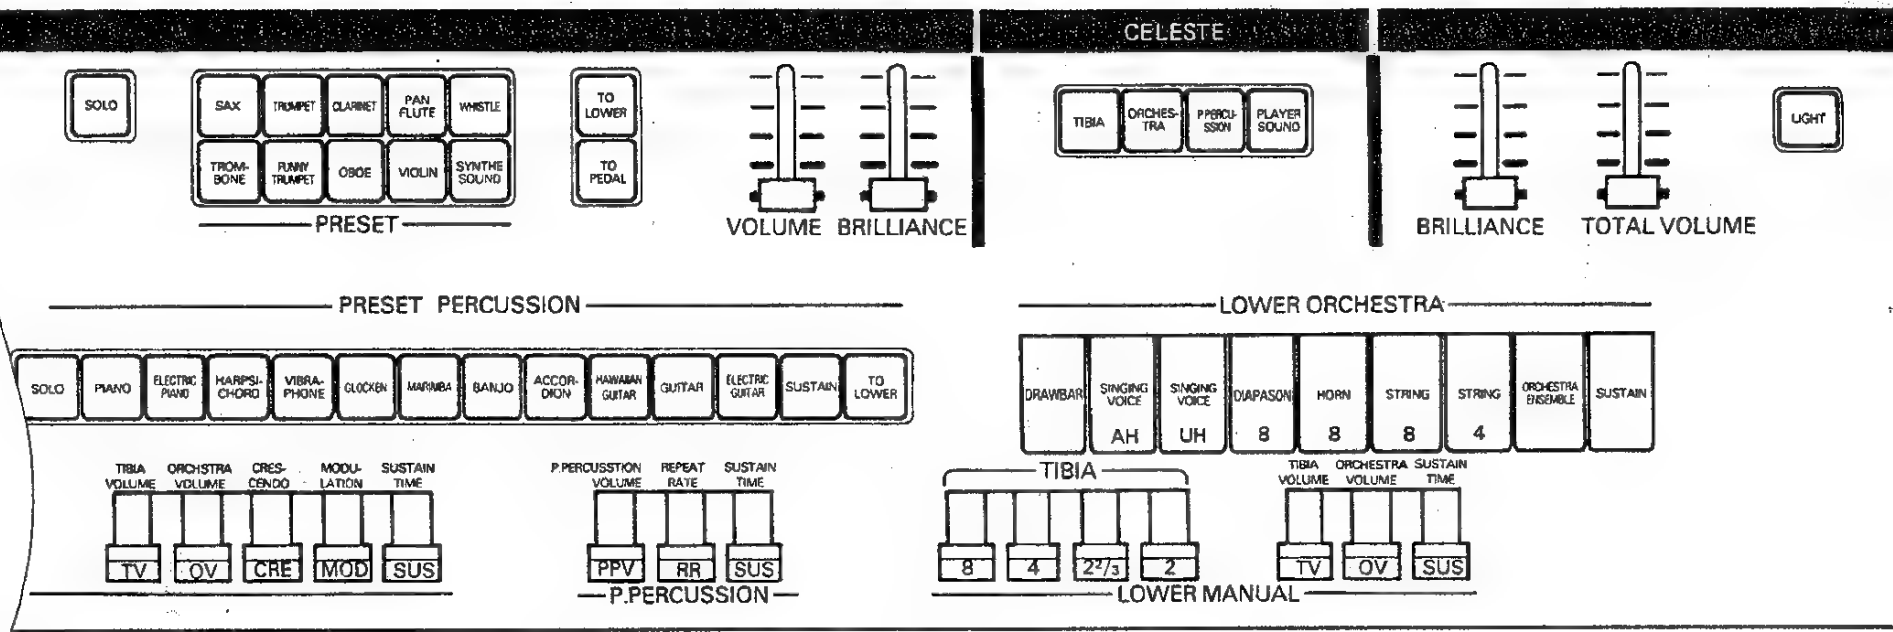 CELESTE
SOLO
SAX
TRUMPET
CLARINET
PAN
FLUTE
WHISTLE
TROM-
BONE
FUNNY
TRUMPET
OBOE
VIOLIN
SYNTHE
SOUND
PRESET
TO
LOWER
TO
PEDAL
VOLUME
BRILLIANCE
TIBIA
ORCHES-
TRA
P.PERCU-
SSION
PLAYER
SOUND
BRILLIANCE
TOTAL VOLUME
LIGHT
PRESET PERCUSSION
SOLO
PIANO
ELECTRIC
PIANO
HARPSI-
CHORD
VIBRA-
PHONE
GLOCKEN
MARIMBA
BANJO
ACCOR-
DION
HAWAIIAN
GUITAR
GUITAR
ELECTRIC
GUITAR
SUSTAIN
TO
LOWER
LOWER ORCHESTRA
DRAWBAR
SINGING
VOICE
AH
SINGING
VOICE
UH
DIAPASON
8
HORN
8
STRING
8
STRING
4
ORCHESTRA
ENSEMBLE
SUSTAIN
TIBIA
VOLUME
ORCHSTRA
VOLUME
CRES-
CENDO
MODU-
LATION
SUSTAIN
TIME
TV
OV
CRE
MOD
SUS
P.PERCUSSTION
VOLUME
REPEAT
RATE
SUSTAIN
TIME
PPV
RR
SUS
P.PERCUSSION
TIBIA
8
4
2 2/3
2
TIBIA
VOLUME
ORCHESTRA
VOLUME
SUSTAIN
TIME
TV
OV
SUS
LOWER MANUAL